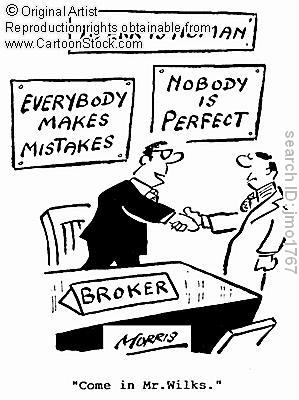 © Original Artist
Reproduction rights obtainable from
www.CartoonStock.com
MAN
EVERYBODY
MAKES
MISTAKES
NOBODY
IS
PERFECT
search ID: jmo1767
BROKER
MORRIS
"Come in Mr.Wilks."